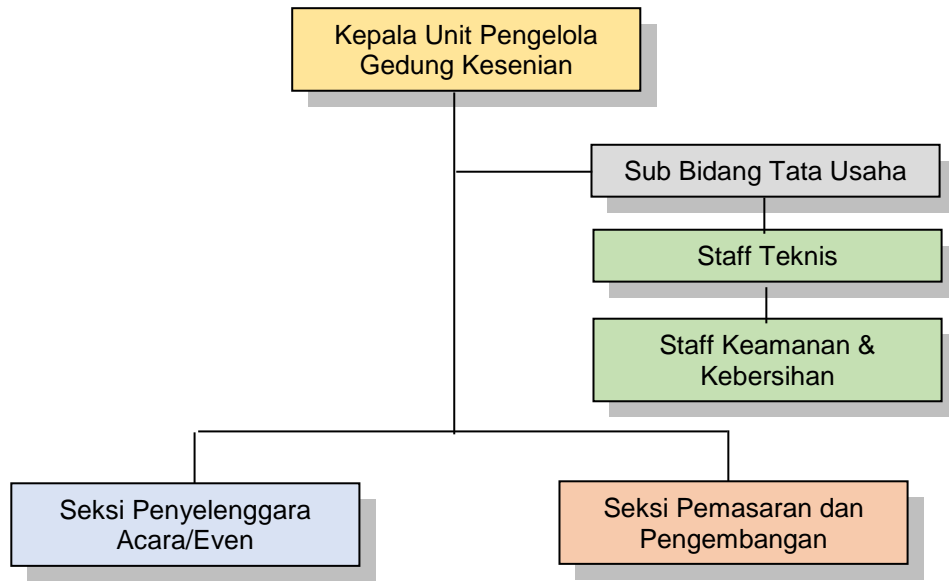 Kepala Unit Pengelola
Gedung Kesenian
Sub Bidang Tata Usaha
Staff Teknis
Staff Keamanan &
Kebersihan
Seksi Penyelenggara
Acara/Even
Seksi Pemasaran dan
Pengembangan